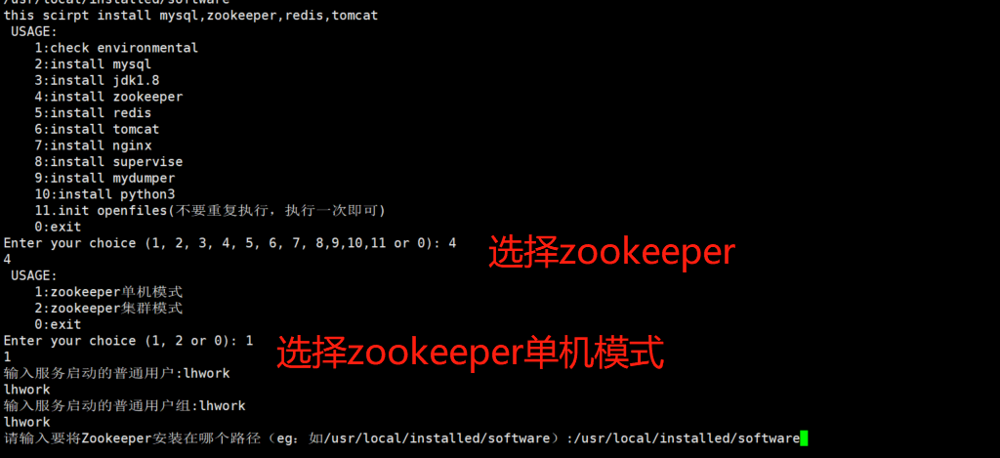 /usr/local/installed/software
this scirpt install mysql,zookeeper,redis,tomcat
USAGE:
1:check environmental
2:install mysql
3:install jdk1.8
4:install zookeeper
5:install redis
6:install tomcat
7:install nginx
8:install supervise
9:install mydumper
10:install python3
11.init openfiles(不要重复执行，执行一次即可)
0:exit
Enter your choice (1, 2, 3, 4, 5, 6, 7, 8,9,10,11 or 0): 4
选择zookeeper
4
USAGE:
1:zookeeper单机模式
2:zookeeper集群模式
0:exit
Enter your choice (1, 2 or 0): 1
选择zookeeper单机模式
1
输入服务启动的普通用户:lhwork
lhwork
输入服务启动的普通用户组:lhwork
lhwork
请输入要将Zookeeper安装在哪个路径（eg：如/usr/local/installed/software）:/usr/local/installed/software